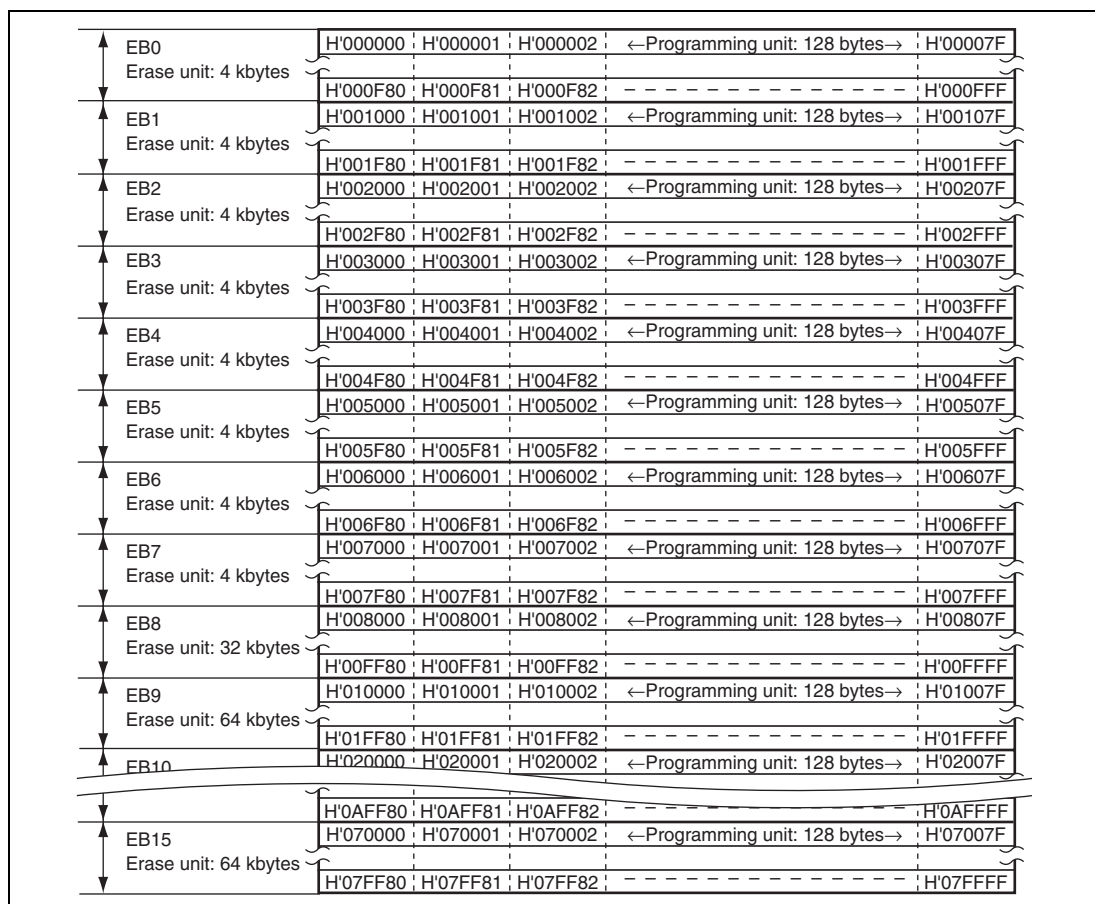 EB0
Erase unit: 4 kbytes
H'000000 H'000001 H'000002 ←Programming unit: 128 bytes→ H'00007F
H'000F80 H'000F81 H'000F82 – – – – – – – – – – – – – – H'000FFF
EB1
Erase unit: 4 kbytes
H'001000 H'001001 H'001002 ←Programming unit: 128 bytes→ H'00107F
H'001F80 H'001F81 H'001F82 – – – – – – – – – – – – – – H'001FFF
EB2
Erase unit: 4 kbytes
H'002000 H'002001 H'002002 ←Programming unit: 128 bytes→ H'00207F
H'002F80 H'002F81 H'002F82 – – – – – – – – – – – – – – H'002FFF
EB3
Erase unit: 4 kbytes
H'003000 H'003001 H'003002 ←Programming unit: 128 bytes→ H'00307F
H'003F80 H'003F81 H'003F82 – – – – – – – – – – – – – – H'003FFF
EB4
Erase unit: 4 kbytes
H'004000 H'004001 H'004002 ←Programming unit: 128 bytes→ H'00407F
H'004F80 H'004F81 H'004F82 – – – – – – – – – – – – – – H'004FFF
EB5
Erase unit: 4 kbytes
H'005000 H'005001 H'005002 ←Programming unit: 128 bytes→ H'00507F
H'005F80 H'005F81 H'005F82 – – – – – – – – – – – – – – H'005FFF
EB6
Erase unit: 4 kbytes
H'006000 H'006001 H'006002 ←Programming unit: 128 bytes→ H'00607F
H'006F80 H'006F81 H'006F82 – – – – – – – – – – – – – – H'006FFF
EB7
Erase unit: 4 kbytes
H'007000 H'007001 H'007002 ←Programming unit: 128 bytes→ H'00707F
H'007F80 H'007F81 H'007F82 – – – – – – – – – – – – – – H'007FFF
EB8
Erase unit: 32 kbytes
H'008000 H'008001 H'008002 ←Programming unit: 128 bytes→ H'00807F
H'00FF80 H'00FF81 H'00FF82 – – – – – – – – – – – – – – H'00FFFF
EB9
Erase unit: 64 kbytes
H'010000 H'010001 H'010002 ←Programming unit: 128 bytes→ H'01007F
H'01FF80 H'01FF81 H'01FF82 – – – – – – – – – – – – – – H'01FFFF
EB10
H'020000 H'020001 H'020002 ←Programming unit: 128 bytes→ H'02007F
H'0AFF80 H'0AFF81 H'0AFF82 – – – – – – – – – – – – – – H'0AFFFF
EB15
Erase unit: 64 kbytes
H'070000 H'070001 H'070002 ←Programming unit: 128 bytes→ H'07007F
H'07FF80 H'07FF81 H'07FF82 – – – – – – – – – – – – – – H'07FFFF